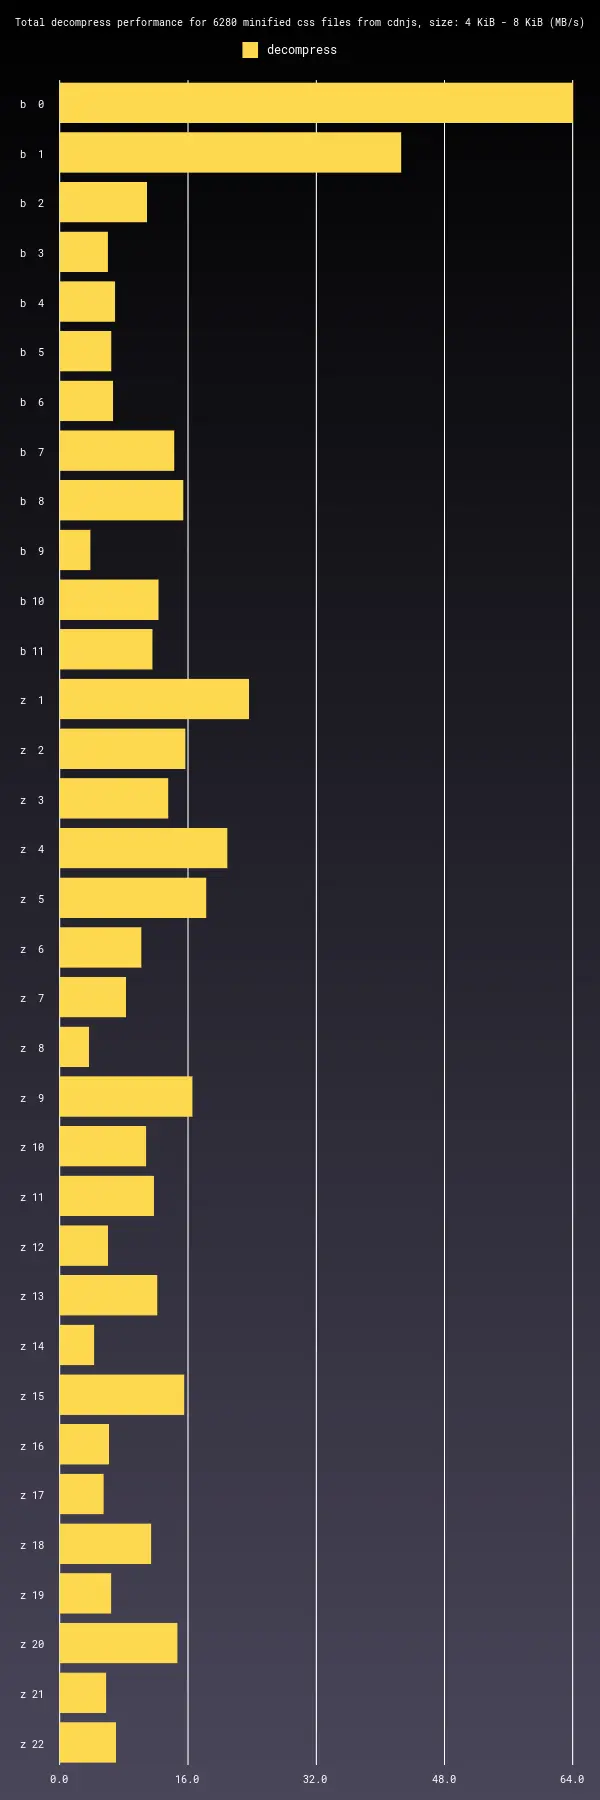 Total decompress performance for 6280 minified css files from cdnjs, size: 4 KiB - 8 KiB (MB/s)
decompress
b 0
b 1
b 2
b 3
b 4
b 5
b 6
b 7
b 8
b 9
b 10
b 11
z 1
z 2
z 3
z 4
z 5
z 6
z 7
z 8
z 9
z 10
z 11
z 12
z 13
z 14
z 15
z 16
z 17
z 18
z 19
z 20
z 21
z 22
0.0 16.0 32.0 48.0 64.0